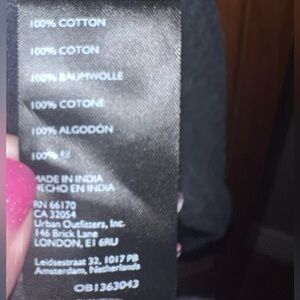 100% COTTON
100% COTON
100% BAUMWOLLE
100% COTONE
100% ALGODÓN
100%
MADE IN INDIA
HECHO EN INDIA
RN 66170
CA 32054
Urban Outfitters, Inc.
146 Brick Lane
LONDON, E1 6RU
Leidsestraat 32, 1017 PB
Amsterdam, Netherlands
OB1363043